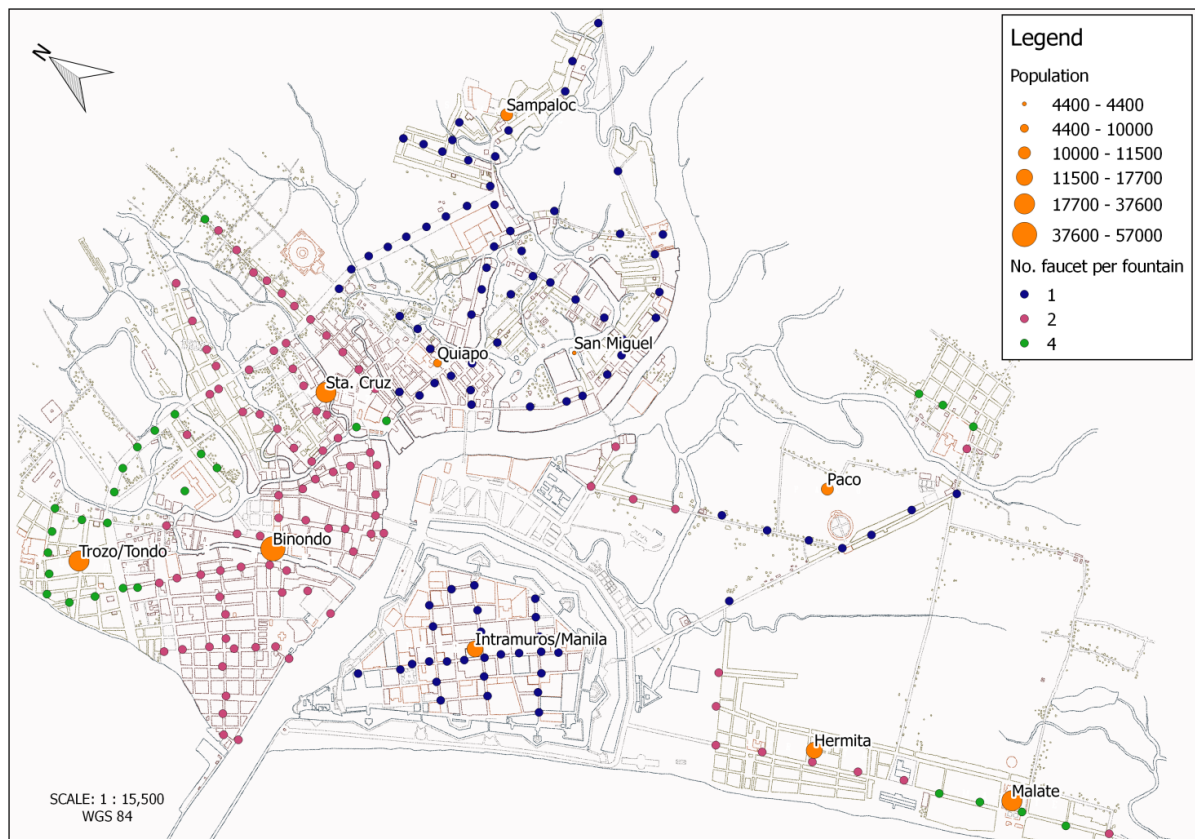 N
Sampaloc
Quiapo
San Miguel
Sta. Cruz
Paco
Trozo/Tondo
Binondo
Intramuros/Manila
Hermita
Malate
SCALE: 1 : 15,500
WGS 84
Legend
Population
4400 - 4400
4400 - 10000
10000 - 11500
11500 - 17700
17700 - 37600
37600 - 57000
No. faucet per fountain
1
2
4